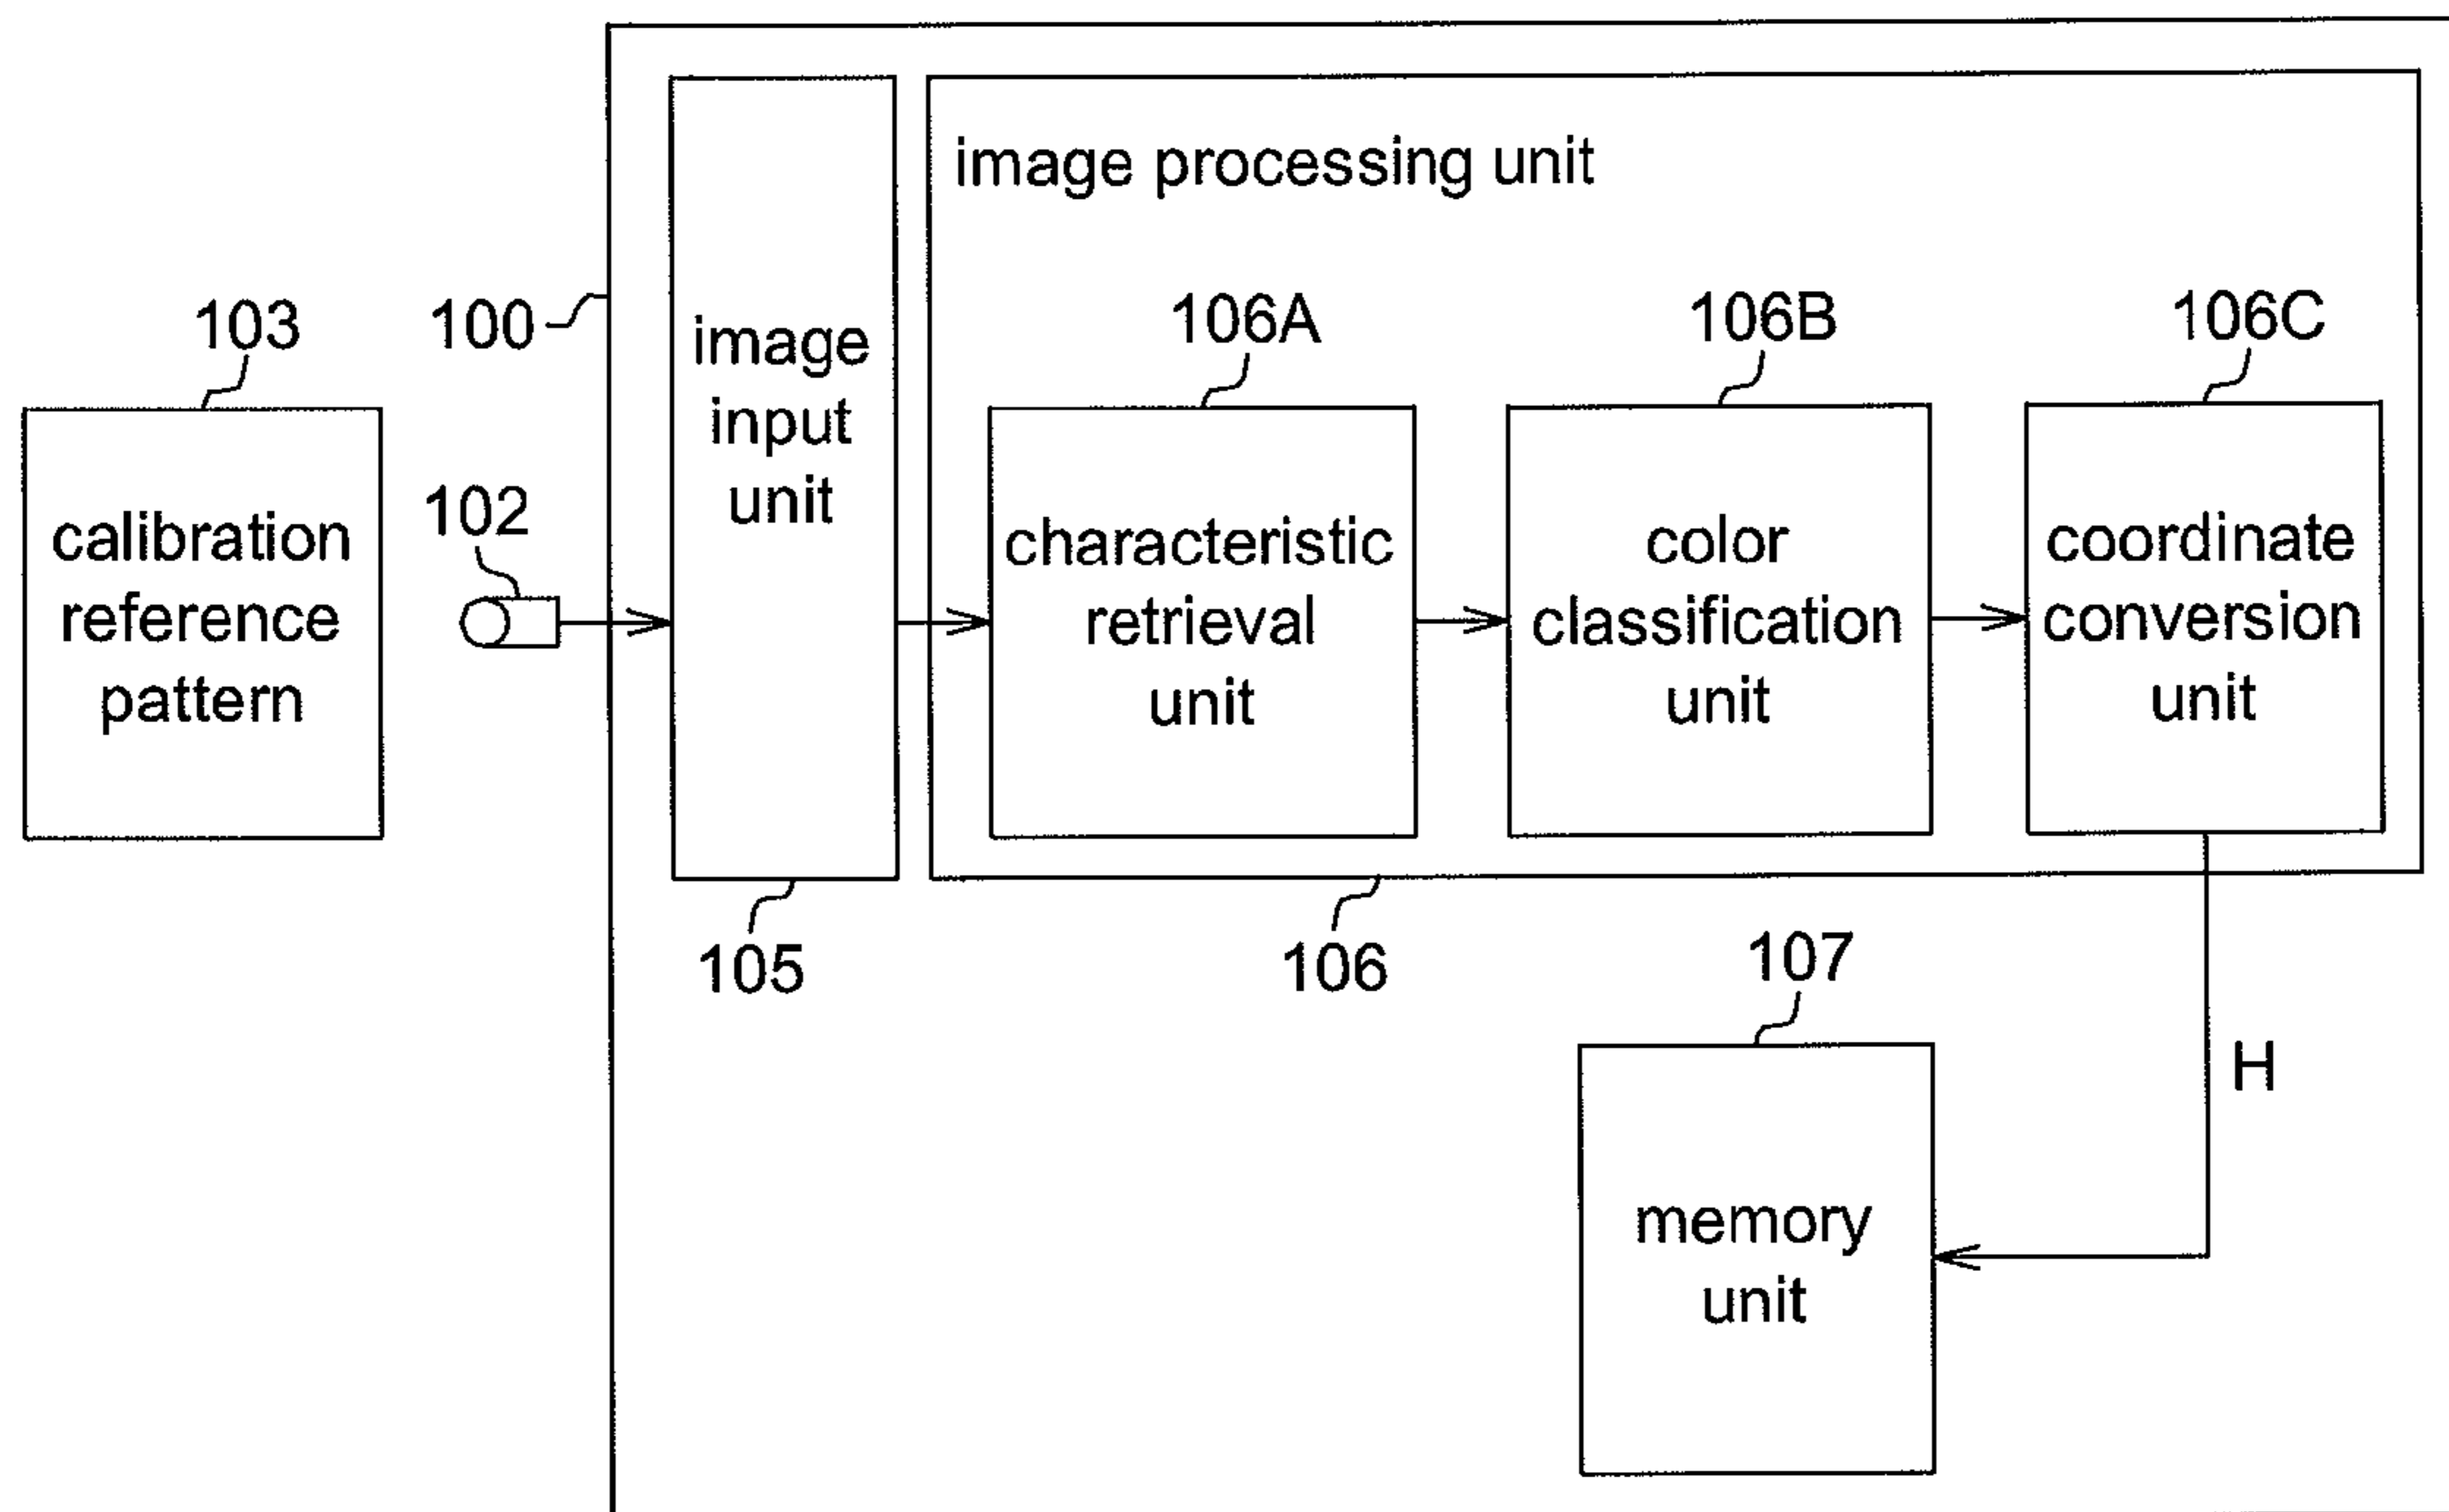 image processing unit
103
100
image
input
unit
106A
106B
106C
calibration
reference
pattern
102
characteristic
retrieval
unit
color
classification
unit
coordinate
conversion
unit
105
106
107
H
memory
unit